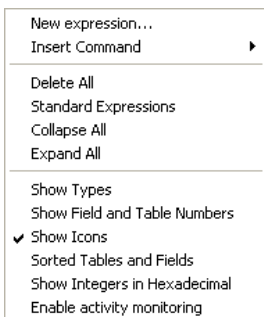 New expression...
Insert Command
Delete All
Standard Expressions
Collapse All
Expand All
Show Types
Show Field and Table Numbers
Show Icons
Sorted Tables and Fields
Show Integers in Hexadecimal
Enable activity monitoring